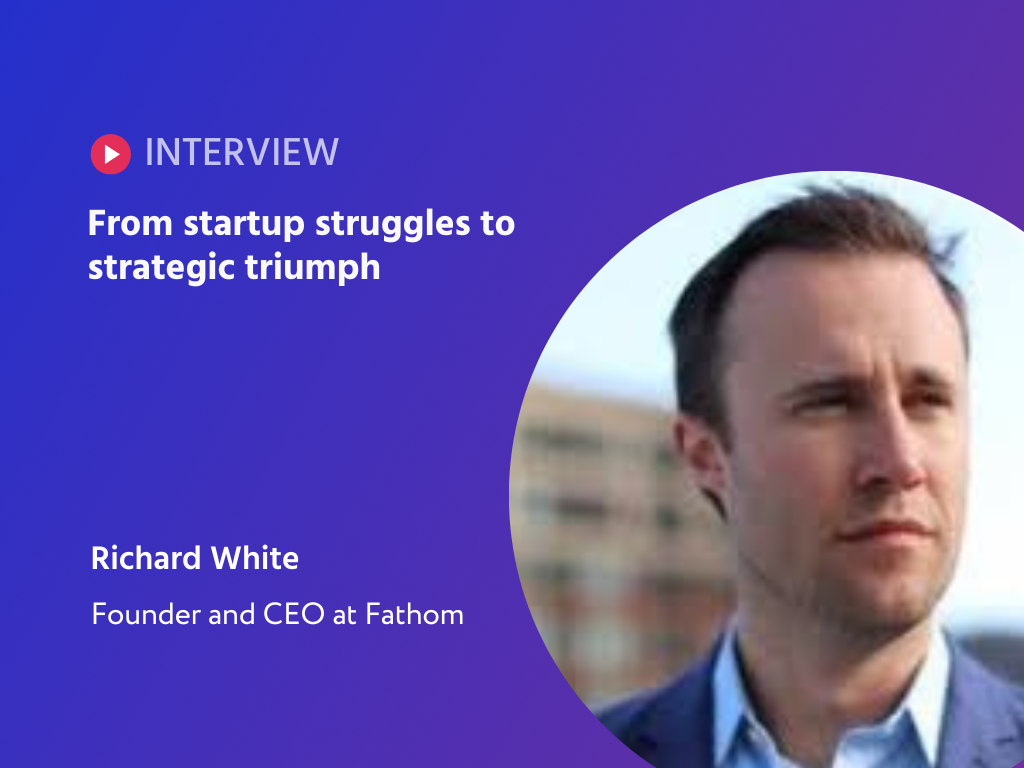 INTERVIEW
From startup struggles to
strategic triumph
Richard White
Founder and CEO at Fathom